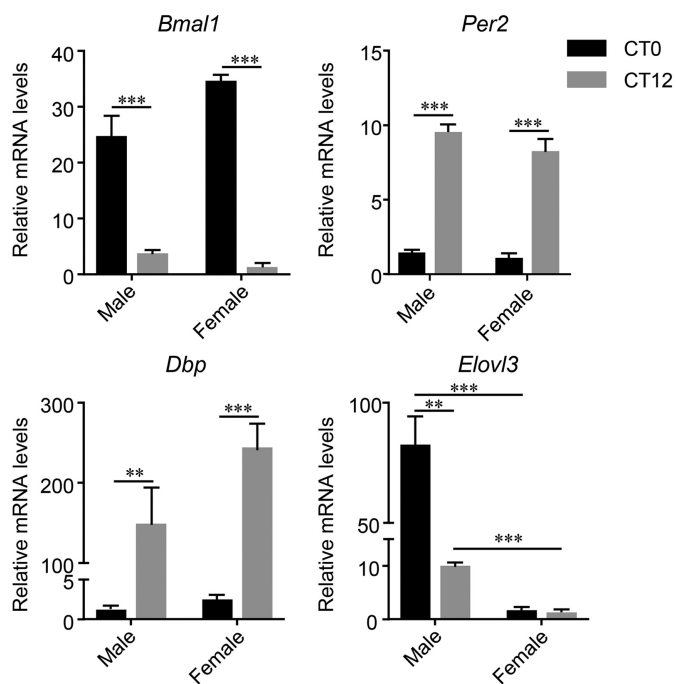 Bmal1
Relative mRNA levels
40
30
20
10
0
***
***
Male
Female
Per2
Relative mRNA levels
15
10
5
0
***
***
Male
Female
CT0
CT12
Dbp
Relative mRNA levels
300
200
100
5
0
**
***
Male
Female
Elovl3
Relative mRNA levels
100
50
10
0
***
**
***
Male
Female